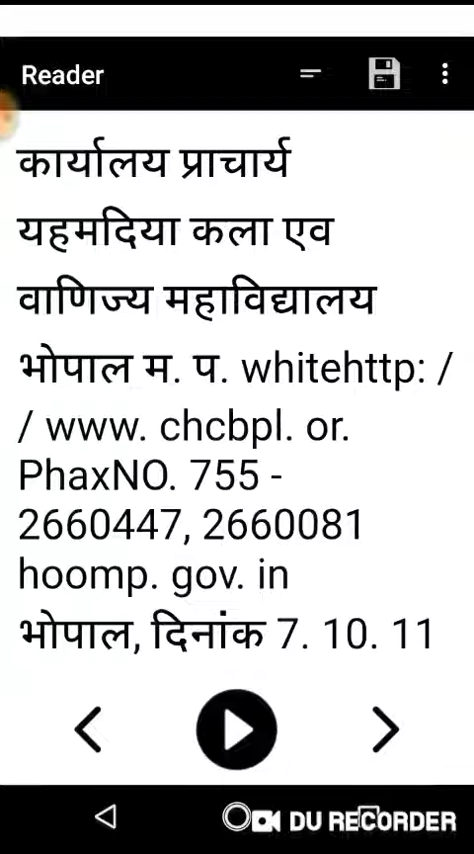 Reader
कार्यालय प्राचार्य
यहमदिया कला एव
वाणिज्य महाविद्यालय
भोपाल म. प. whitehttp: /
/ www. chcbpl. or.
PhaxNO. 755 -
2660447, 2660081
hoomp. gov. in
भोपाल, दिनांक 7. 10. 11
DU RECORDER